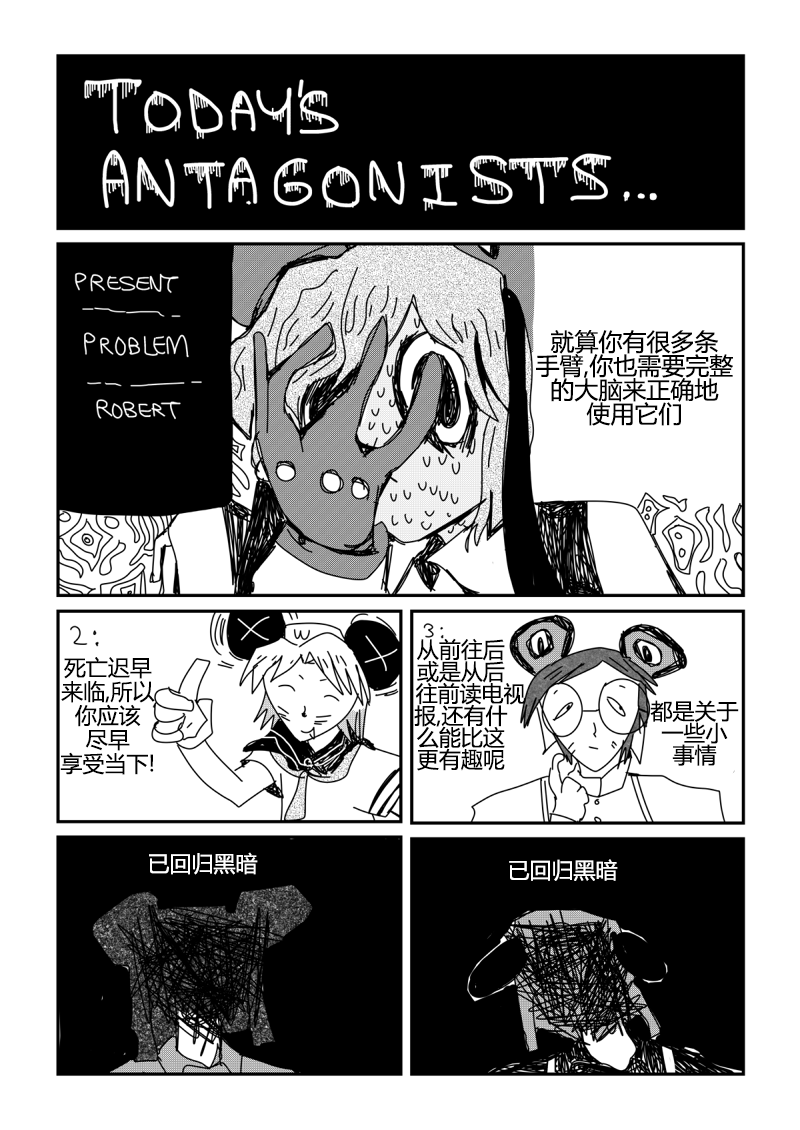 TODAY'S
ANTAGONISTS...
PRESENT
PROBLEM
ROBERT
就算你有很多条
手臂,你也需要完整
的大脑来正确地
使用它们
2:
死亡迟早
来临,所以
你应该
尽早
享受当下!
3:
从前往后
或是从后
往前读电视
报,还有什
么能比这
更有趣呢
都是关于
一些小
事情
已回归黑暗
已回归黑暗